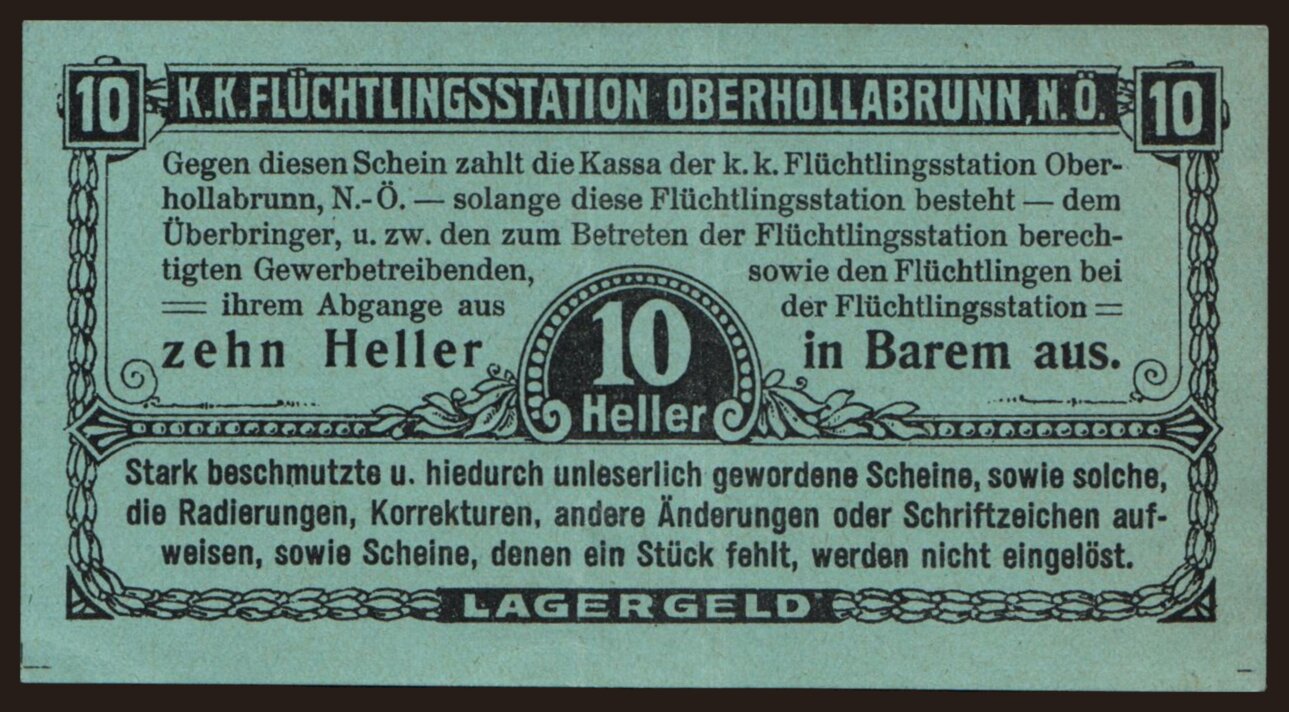 10 K.K.FLÜCHTLINGSSTATION OBERHOLLABRUNN, N.Ö. 10
Gegen diesen Schein zahlt die Kassa der k. k. Flüchtlingsstation Ober-
hollabrunn, N.-Ö. — solange diese Flüchtlingsstation besteht — dem
Überbringer, u. zw. den zum Betreten der Flüchtlingsstation berech-
tigten Gewerbetreibenden, sowie den Flüchtlingen bei
= ihrem Abgange aus der Flüchtlingsstation =
zehn Heller in Barem aus.
10
Heller
Stark beschmutzte u. hiedurch unleserlich gewordene Scheine, sowie solche,
die Radierungen, Korrekturen, andere Änderungen oder Schriftzeichen auf-
weisen, sowie Scheine, denen ein Stück fehlt, werden nicht eingelöst.
LAGERGELD